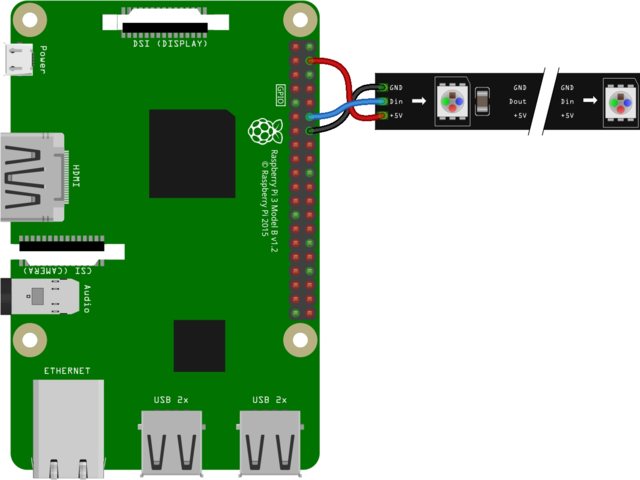 DSI (DISPLAY)
Power
GPIO
HDMI
Raspberry Pi 3 Model B v1.2
© Raspberry Pi 2015
CSI (CAMERA)
Audio
ETHERNET
USB 2x
USB 2x
GND
Din
+5V
GND
Dout
+5V
GND
Din
+5V